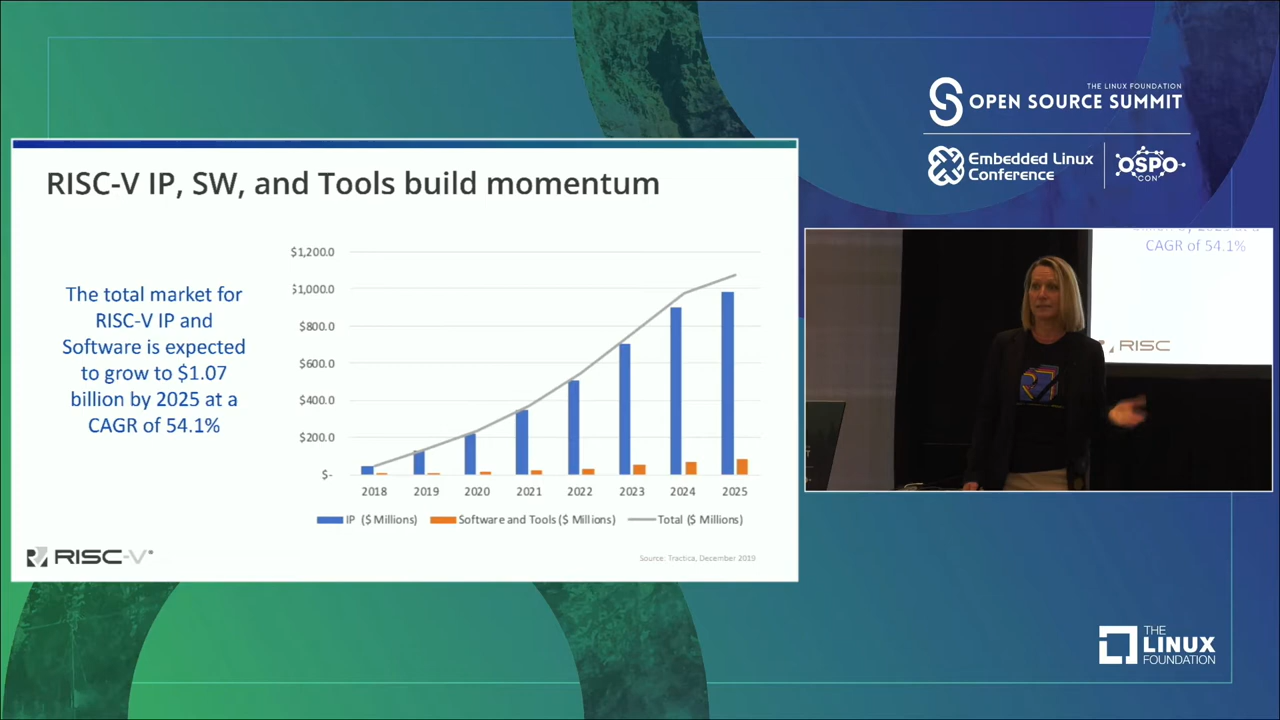 THE LINUX FOUNDATION
OPEN SOURCE SUMMIT
Embedded Linux
Conference
OSPO
CON
RISC-V IP, SW, and Tools build momentum
The total market for
RISC-V IP and
Software is expected
to grow to $1.07
billion by 2025 at a
CAGR of 54.1%
$1,200.0
$1,000.0
$800.0
$600.0
$400.0
$200.0
$-
2018 2019 2020 2021 2022 2023 2024 2025
IP ($ Millions) Software and Tools ($ Millions) Total ($ Millions)
RISC-V
Source: Tractica, December 2019
CAGR of 54.1%
RISC
THE
LINUX
FOUNDATION